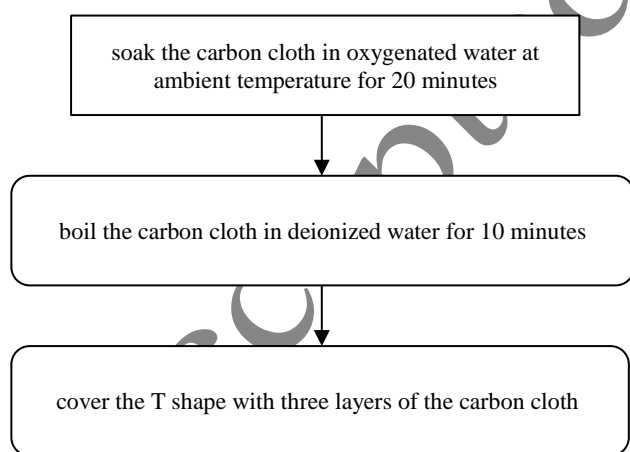 soak the carbon cloth in oxygenated water at
ambient temperature for 20 minutes
boil the carbon cloth in deionized water for 10 minutes
cover the T shape with three layers of the carbon cloth